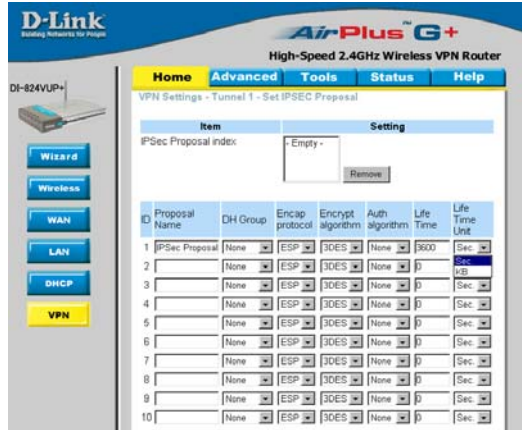 D-Link
Building Networks for People
AirPlus G+
™
High-Speed 2.4GHz Wireless VPN Router
DI-824VUP+
Home Advanced Tools Status Help
VPN Settings - Tunnel 1 - Set IPSEC Proposal
Item Setting
IPSec Proposal index
- Empty -
Remove
Wizard
Wireless
WAN
LAN
DHCP
VPN
ID Proposal Name DH Group Encap protocol Encrypt algorithm Auth algorithm Life Time Life Time Unit
1 IPSec Proposal None ESP 3DES None 3600 Sec.
Sec.
KB
2 None ESP 3DES None 0
3 None ESP 3DES None 0 Sec.
4 None ESP 3DES None 0 Sec.
5 None ESP 3DES None 0 Sec.
6 None ESP 3DES None 0 Sec.
7 None ESP 3DES None 0 Sec.
8 None ESP 3DES None 0 Sec.
9 None ESP 3DES None 0 Sec.
10 None ESP 3DES None 0 Sec.